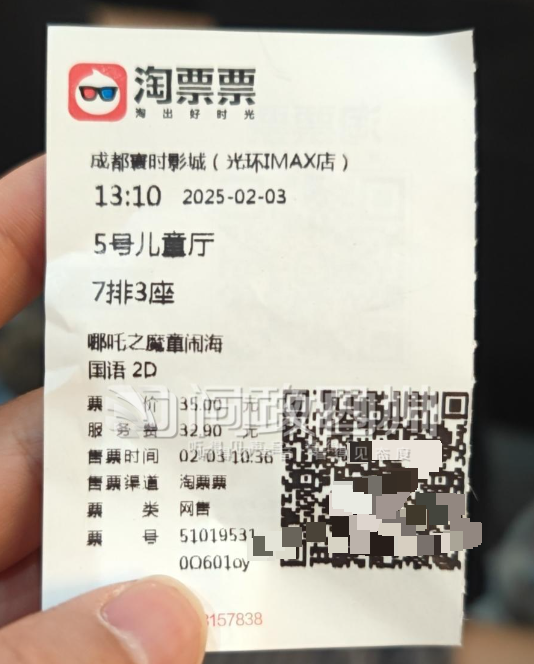 淘票票
淘出好时光
成都寰时影城（光环IMAX店）
13:10 2025-02-03
5号儿童厅
7排3座
哪吒之魔童闹海
国语 2D
票价 35.00 元
服务费 32.90 元
售票时间 02-03 10:36
售票渠道 淘票票
票类 网售
票号 51019531
0O601oy
3157838